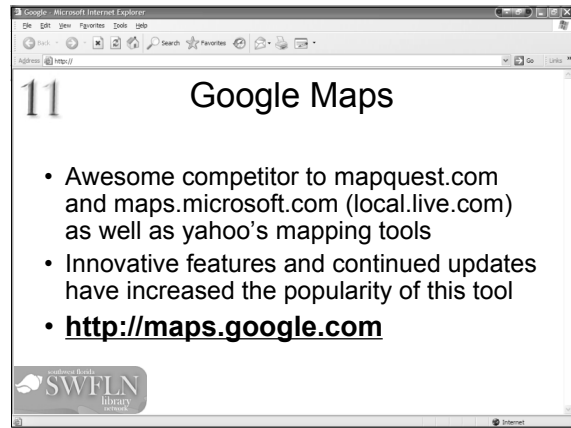 Google - Microsoft Internet Explorer
File Edit View Favorites Tools Help
Back Search Favorites
Address http:// Go Links »
11
Google Maps
• Awesome competitor to mapquest.com
and maps.microsoft.com (local.live.com)
as well as yahoo's mapping tools
• Innovative features and continued updates
have increased the popularity of this tool
• http://maps.google.com
southwest florida
SWFLN
library
network
Internet